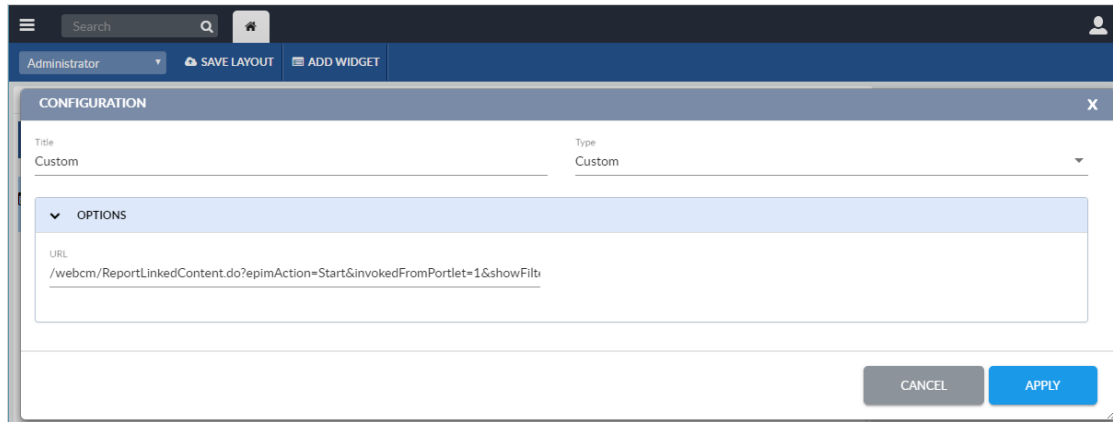 Search
Administrator SAVE LAYOUT ADD WIDGET
CONFIGURATION X
Title Type
Custom Custom
OPTIONS
URL
/webcm/ReportLinkedContent.do?epimAction=Start&invokedFromPortlet=1&showFilt
CANCEL APPLY